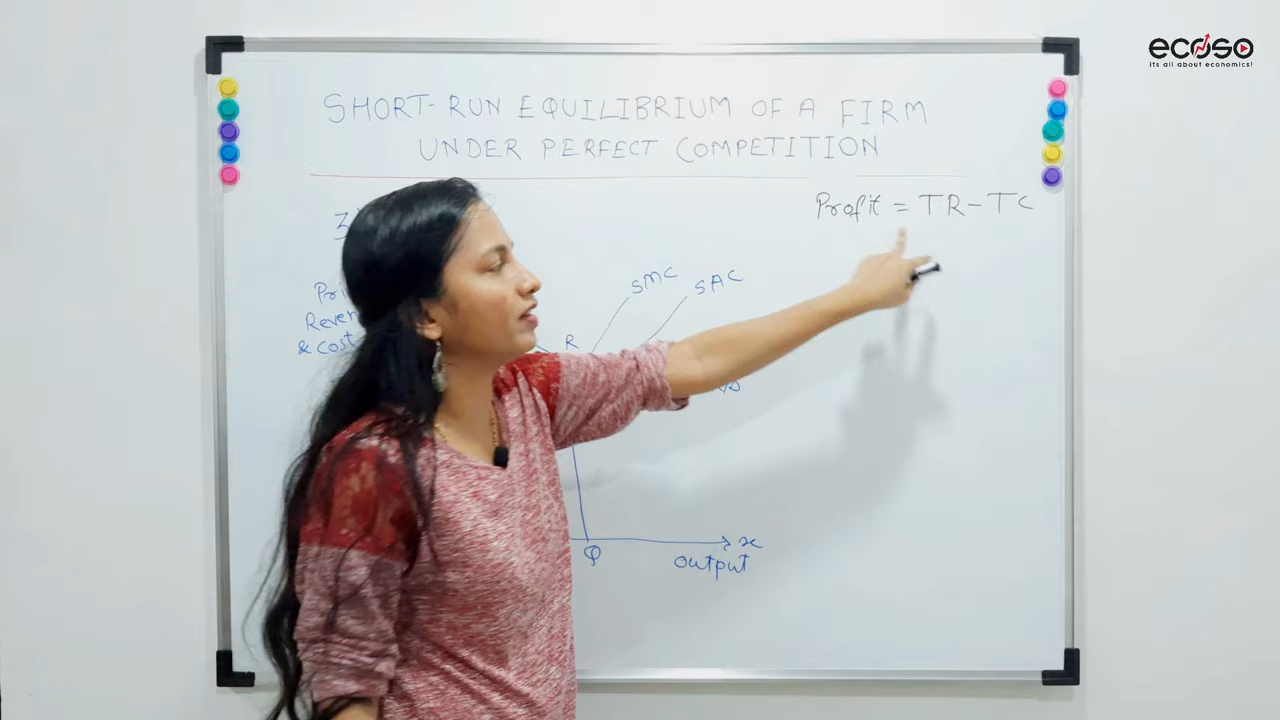 ecoso
its all about economics!
SHORT-RUN EQUILIBRIUM OF A FIRM
UNDER PERFECT COMPETITION
Profit = TR - TC
SMC
SAC
R
& Cost
Q
x
Output